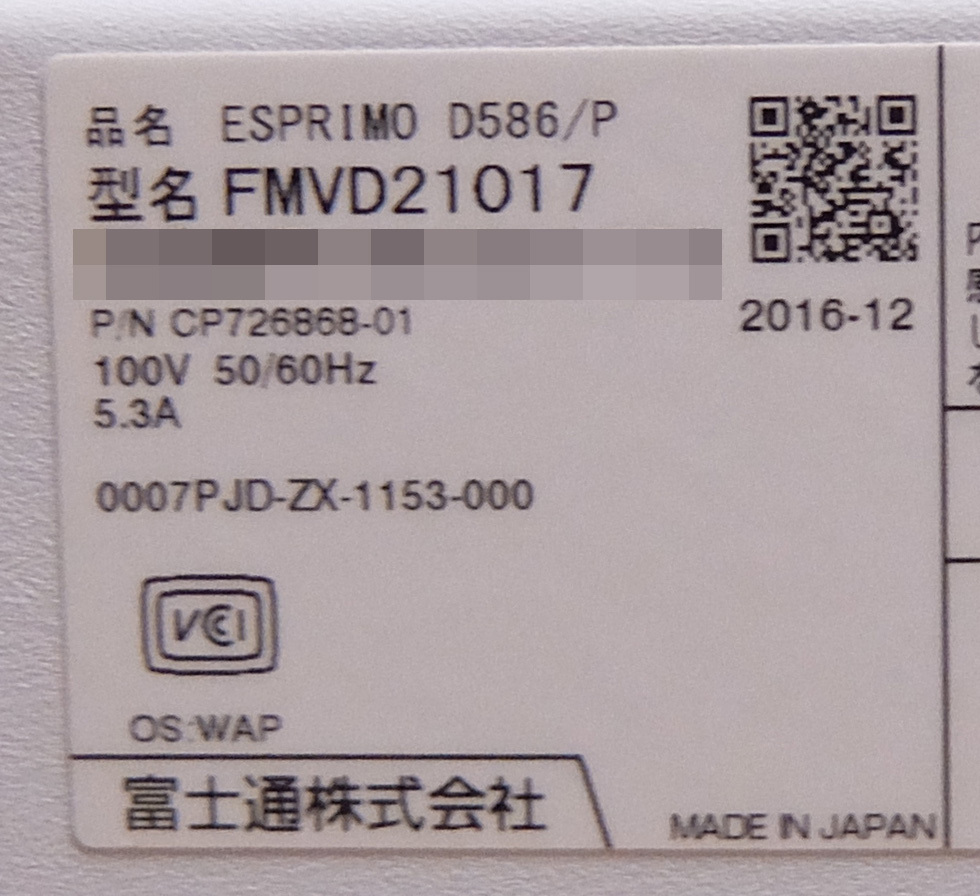 品名 ESPRIMO D586/P
型名 FMVD21017
P/N CP726868-01
2016-12
100V 50/60Hz
5.3A
0007PJD-ZX-1153-000
VCI
OS:WAP
富士通株式会社
MADE IN JAPAN